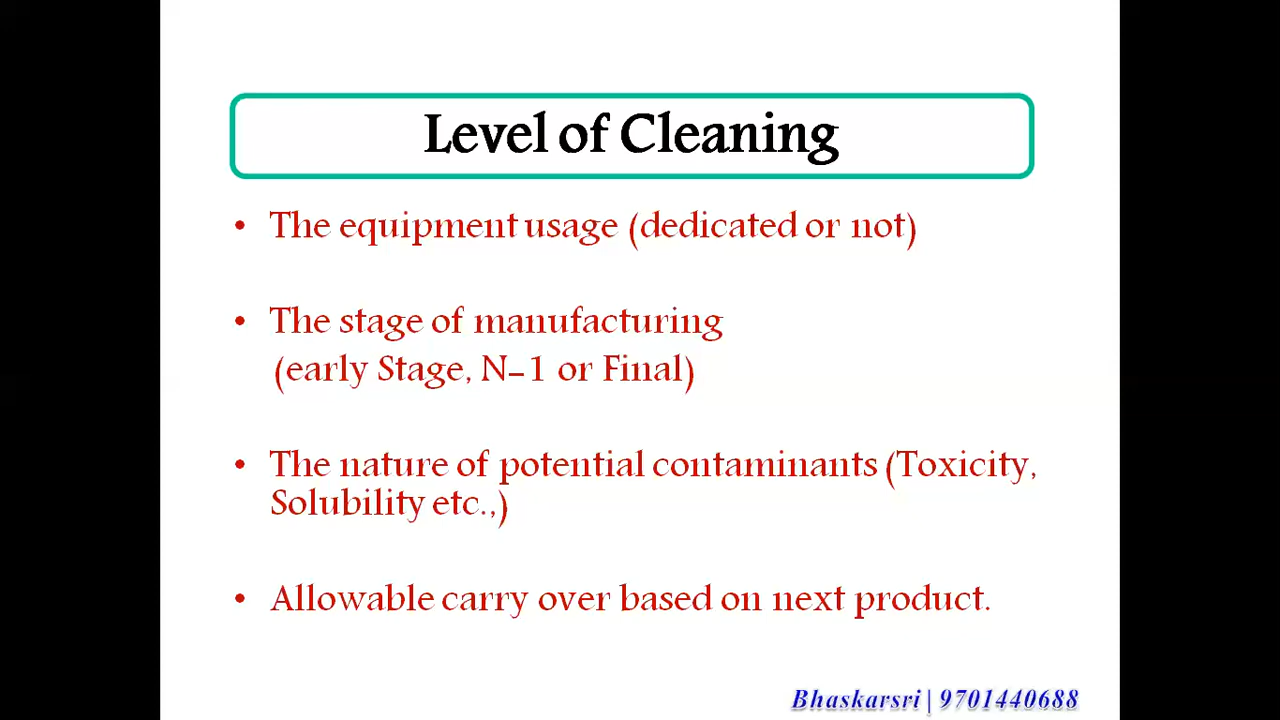 Level of Cleaning
• The equipment usage (dedicated or not)
• The stage of manufacturing
(early Stage, N-1 or Final)
• The nature of potential contaminants (Toxicity,
Solubility etc.,)
• Allowable carry over based on next product.
Bhaskarsri | 9701440688